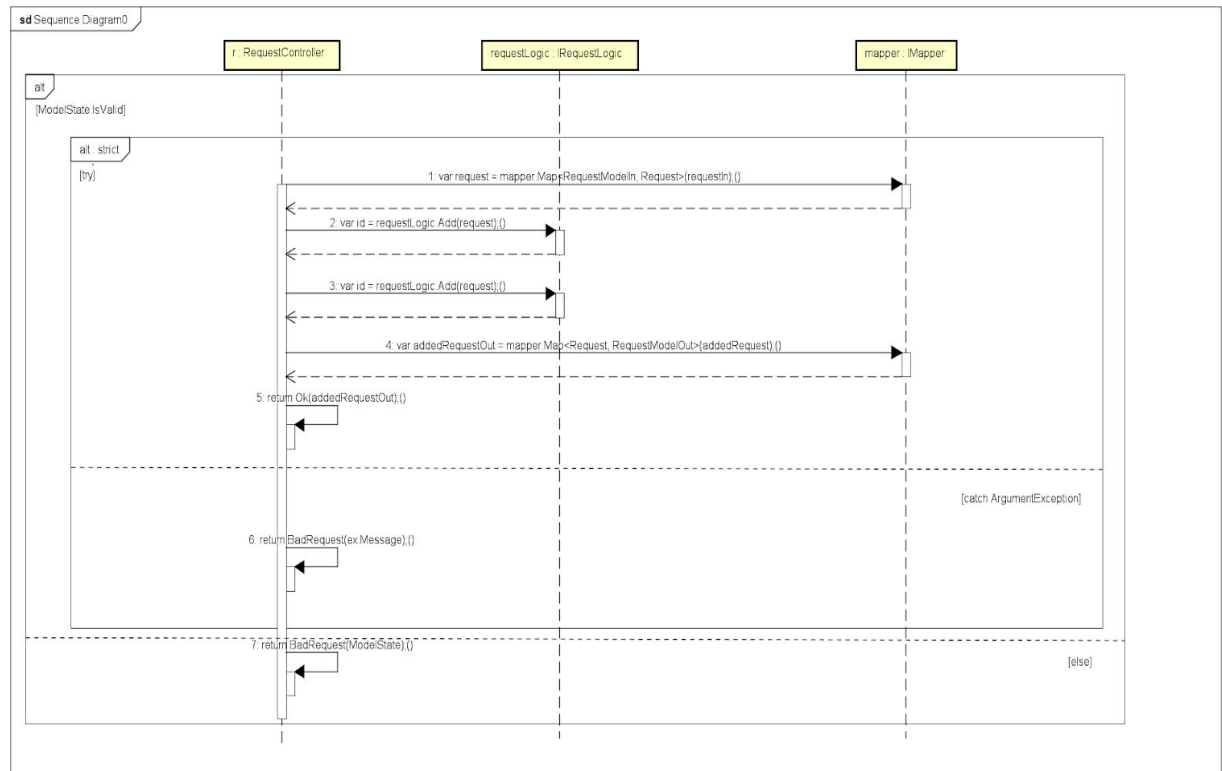 sd Sequence Diagram0
r : RequestController
requestLogic : IRequestLogic
mapper : IMapper
alt
[ModelState.IsValid]
alt : strict
[try]
1: var request = mapper.Map<RequestModelIn, Request>(requestIn);()
2: var id = requestLogic.Add(request);()
3: var id = requestLogic.Add(request);()
4: var addedRequestOut = mapper.Map<Request, RequestModelOut>(addedRequest);()
5: return Ok(addedRequestOut);()
[catch ArgumentException]
6: return BadRequest(ex.Message);()
7: return BadRequest(ModelState);()
[else]